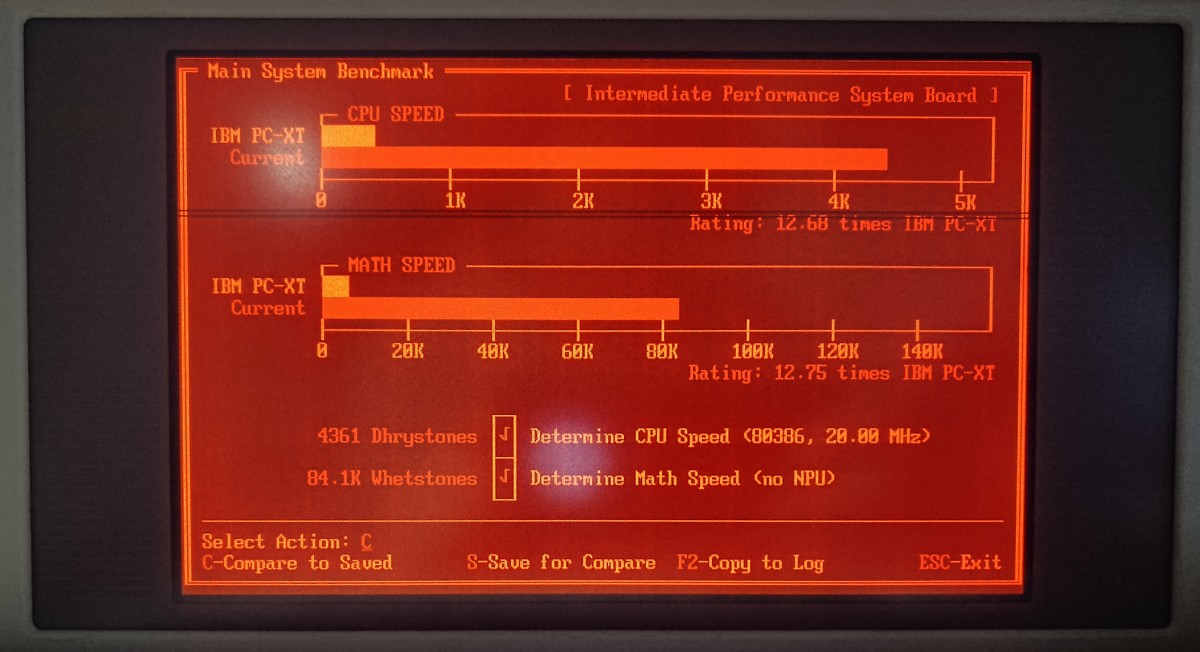 Main System Benchmark
[ Intermediate Performance System Board ]
CPU SPEED
IBM PC-XT
Current
0 1K 2K 3K 4K 5K
Rating: 12.68 times IBM PC-XT
MATH SPEED
IBM PC-XT
Current
0 20K 40K 60K 80K 100K 120K 140K
Rating: 12.75 times IBM PC-XT
4361 Dhrystones √ Determine CPU Speed (80386, 20.00 MHz)
84.1K Whetstones √ Determine Math Speed (no NPU)
Select Action: C
C-Compare to Saved S-Save for Compare F2-Copy to Log ESC-Exit